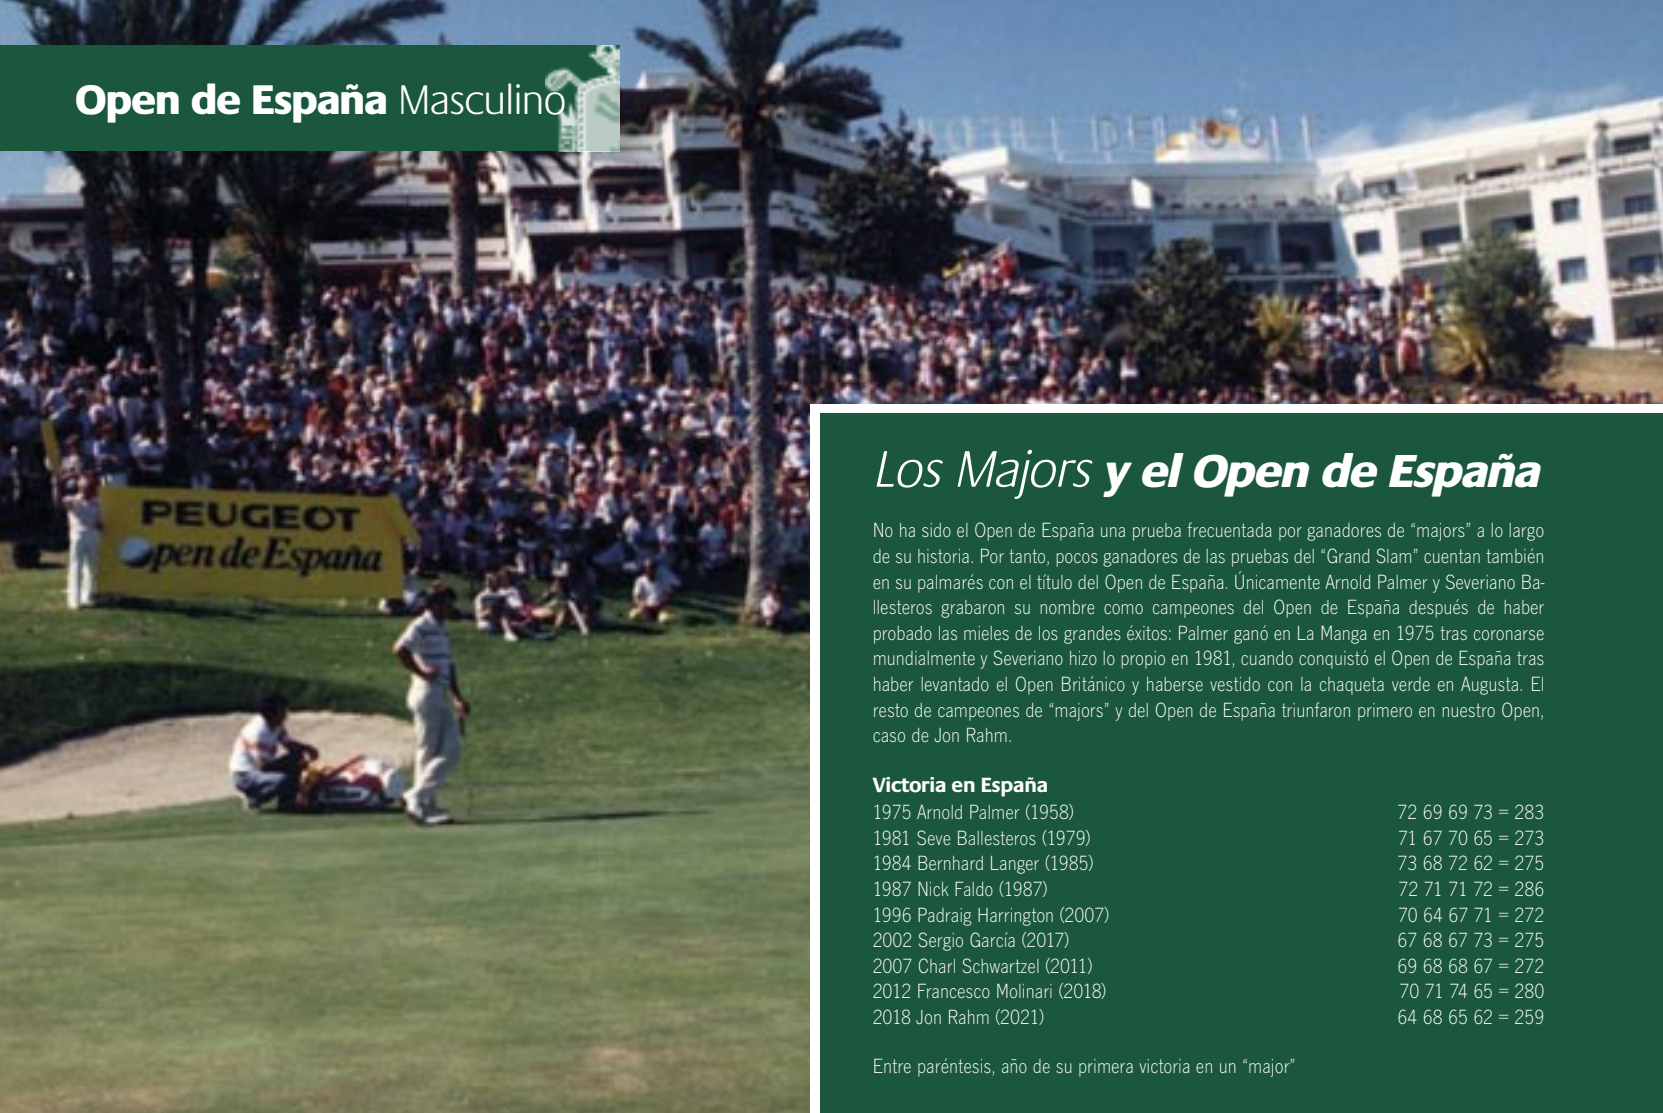 Open de España Masculino
HOTEL DEL GOLF
PEUGEOT
Open de España
Los Majors y el Open de España
No ha sido el Open de España una prueba frecuentada por ganadores de “majors” a lo largo
de su historia. Por tanto, pocos ganadores de las pruebas del “Grand Slam” cuentan también
en su palmarés con el título del Open de España. Únicamente Arnold Palmer y Severiano Ba-
llesteros grabaron su nombre como campeones del Open de España después de haber
probado las mieles de los grandes éxitos: Palmer ganó en La Manga en 1975 tras coronarse
mundialmente y Severiano hizo lo propio en 1981, cuando conquistó el Open de España tras
haber levantado el Open Británico y haberse vestido con la chaqueta verde en Augusta. El
resto de campeones de “majors” y del Open de España triunfaron primero en nuestro Open,
caso de Jon Rahm.
Victoria en España
1975 Arnold Palmer (1958) 72 69 69 73 = 283
1981 Seve Ballesteros (1979) 71 67 70 65 = 273
1984 Bernhard Langer (1985) 73 68 72 62 = 275
1987 Nick Faldo (1987) 72 71 71 72 = 286
1996 Padraig Harrington (2007) 70 64 67 71 = 272
2002 Sergio García (2017) 67 68 67 73 = 275
2007 Charl Schwartzel (2011) 69 68 68 67 = 272
2012 Francesco Molinari (2018) 70 71 74 65 = 280
2018 Jon Rahm (2021) 64 68 65 62 = 259
Entre paréntesis, año de su primera victoria en un “major”